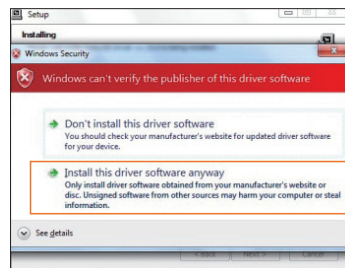 Setup
Installing
Windows Security
Windows can't verify the publisher of this driver software
Don't install this driver software
You should check your manufacturer's website for updated driver software
for your device.
Install this driver software anyway
Only install driver software obtained from your manufacturer's website or
disc. Unsigned software from other sources may harm your computer or steal
information.
See details
< Back Next > Cancel